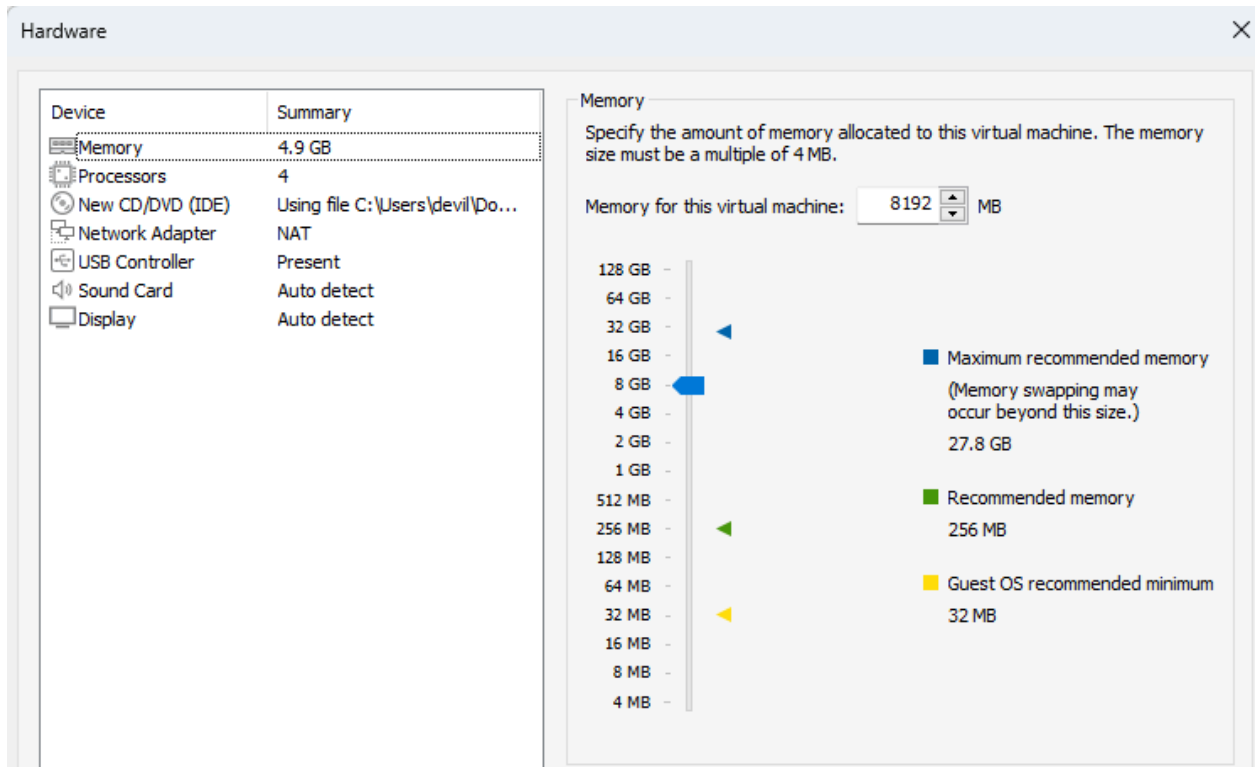 Hardware
Device Summary
Memory 4.9 GB
Processors 4
New CD/DVD (IDE) Using file C:\Users\devil\Do...
Network Adapter NAT
USB Controller Present
Sound Card Auto detect
Display Auto detect
Memory
Specify the amount of memory allocated to this virtual machine. The memory
size must be a multiple of 4 MB.
Memory for this virtual machine: 8192 MB
128 GB
64 GB
32 GB
16 GB
8 GB
4 GB
2 GB
1 GB
512 MB
256 MB
128 MB
64 MB
32 MB
16 MB
8 MB
4 MB
Maximum recommended memory
(Memory swapping may
occur beyond this size.)
27.8 GB
Recommended memory
256 MB
Guest OS recommended minimum
32 MB